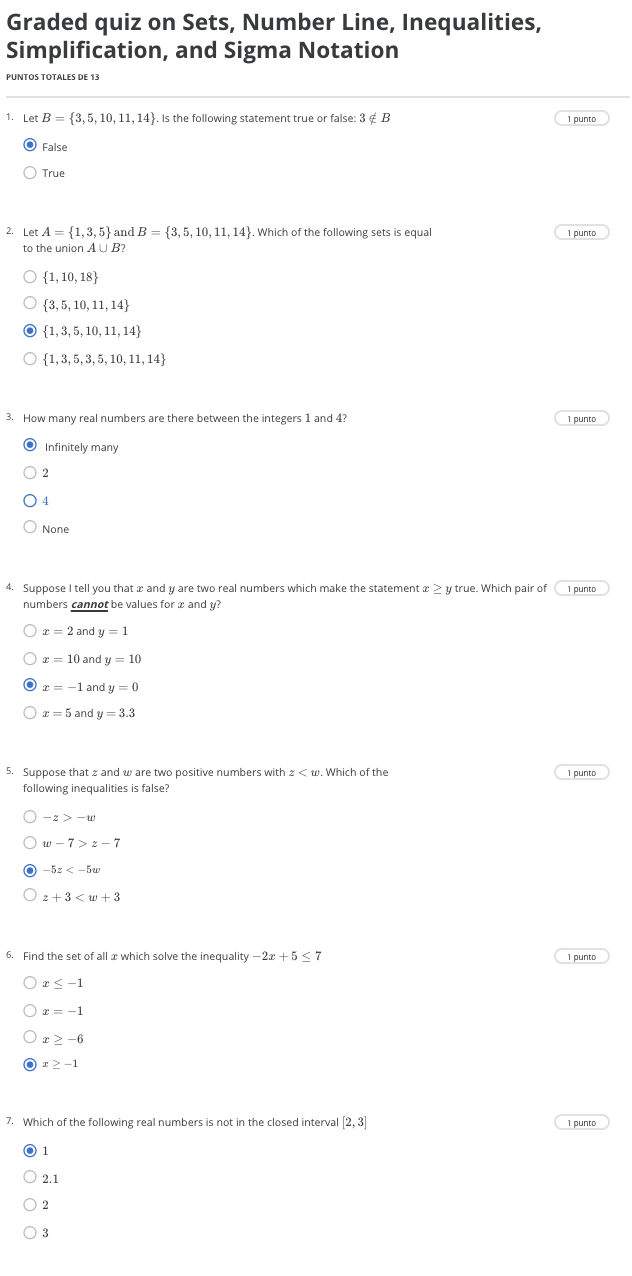 Graded quiz on Sets, Number Line, Inequalities,
Simplification, and Sigma Notation
PUNTOS TOTALES DE 13
1. Let B = {3, 5, 10, 11, 14}. Is the following statement true or false: 3 ∉ B 1 punto
False
True
2. Let A = {1, 3, 5} and B = {3, 5, 10, 11, 14}. Which of the following sets is equal 1 punto
to the union A ∪ B?
{1, 10, 18}
{3, 5, 10, 11, 14}
{1, 3, 5, 10, 11, 14}
{1, 3, 5, 3, 5, 10, 11, 14}
3. How many real numbers are there between the integers 1 and 4? 1 punto
Infinitely many
2
4
None
4. Suppose I tell you that x and y are two real numbers which make the statement x ≥ y true. Which pair of 1 punto
numbers cannot be values for x and y?
x = 2 and y = 1
x = 10 and y = 10
x = −1 and y = 0
x = 5 and y = 3.3
5. Suppose that z and w are two positive numbers with z < w. Which of the 1 punto
following inequalities is false?
−z > −w
w − 7 > z − 7
−5z < −5w
z + 3 < w + 3
6. Find the set of all x which solve the inequality −2x + 5 ≤ 7 1 punto
x ≤ −1
x = −1
x ≥ −6
x ≥ −1
7. Which of the following real numbers is not in the closed interval [2, 3] 1 punto
1
2.1
2
3